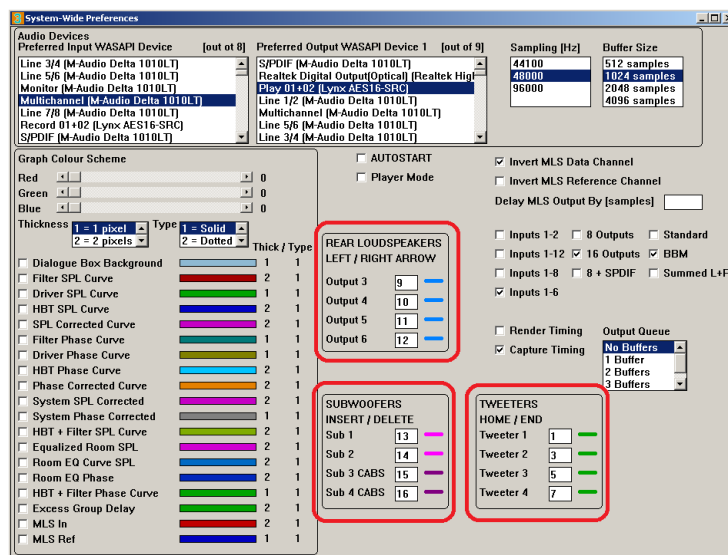 System-Wide Preferences
Audio Devices
Preferred Input WASAPI Device [out ot 8]
Line 3/4 (M-Audio Delta 1010LT)
Line 5/6 (M-Audio Delta 1010LT)
Monitor (M-Audio Delta 1010LT)
Multichannel (M-Audio Delta 1010LT)
Line 7/8 (M-Audio Delta 1010LT)
Record 01+02 (Lynx AES16-SRC)
S/PDIF (M-Audio Delta 1010LT)
Preferred Output WASAPI Device 1 [out of 9]
S/PDIF (M-Audio Delta 1010LT)
Realtek Digital Output(Optical) (Realtek High
Play 01+02 (Lynx AES16-SRC)
Line 1/2 (M-Audio Delta 1010LT)
Multichannel (M-Audio Delta 1010LT)
Line 5/6 (M-Audio Delta 1010LT)
Line 3/4 (M-Audio Delta 1010LT)
Sampling [Hz]
44100
48000
96000
Buffer Size
512 samples
1024 samples
2048 samples
4096 samples
Graph Colour Scheme
Red 0
Green 0
Blue 0
Thickness
1 = 1 pixel
2 = 2 pixels
Type
1 = Solid
2 = Dotted
Thick / Type
Dialogue Box Background 1 1
Filter SPL Curve 2 1
Driver SPL Curve 1 1
HBT SPL Curve 2 1
SPL Corrected Curve 2 1
Filter Phase Curve 2 1
Driver Phase Curve 2 1
HBT Phase Curve 2 1
Phase Corrected Curve 2 1
System SPL Corrected 2 1
System Phase Corrected 1 1
HBT + Filter SPL Curve 2 1
Equalized Room SPL 2 1
Room EQ Curve SPL 2 1
Room EQ Phase 2 1
HBT + Filter Phase Curve 1 1
Excess Group Delay 2 1
MLS In 2 1
MLS Ref 1 1
AUTOSTART
Player Mode
REAR LOUDSPEAKERS
LEFT / RIGHT ARROW
Output 3 9
Output 4 10
Output 5 11
Output 6 12
SUBWOOFERS
INSERT / DELETE
Sub 1 13
Sub 2 14
Sub 3 CABS 15
Sub 4 CABS 16
Invert MLS Data Channel
Invert MLS Reference Channel
Delay MLS Output By [samples]
Inputs 1-2 8 Outputs Standard
Inputs 1-12 16 Outputs BBM
Inputs 1-8 8 + SPDIF Summed L+R
Inputs 1-6
Render Timing
Capture Timing
Output Queue
No Buffers
1 Buffer
2 Buffers
3 Buffers
TWEETERS
HOME / END
Tweeter 1 1
Tweeter 2 3
Tweeter 3 5
Tweeter 4 7